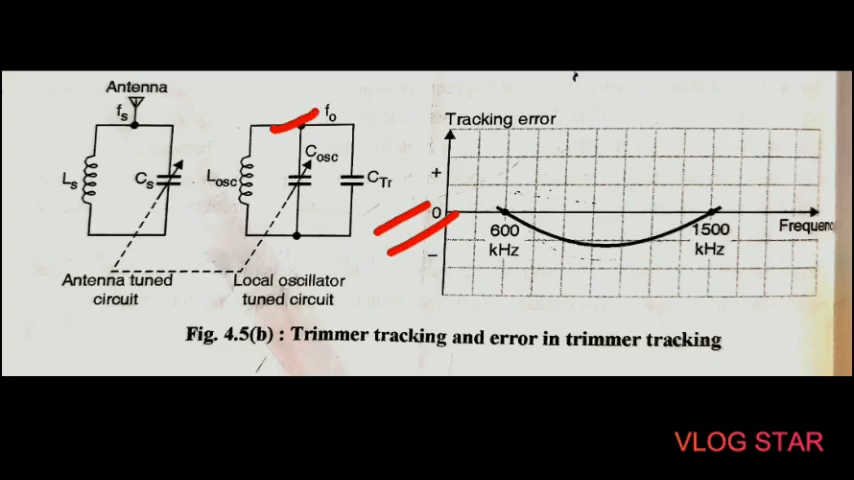 Antenna
fs
Ls
Cs
Antenna tuned
circuit
fo
Losc
Cosc
CTr
Local oscillator
tuned circuit
Tracking error
+
0
−
600
kHz
1500
kHz
Frequenc
Fig. 4.5(b) : Trimmer tracking and error in trimmer tracking
VLOG STAR